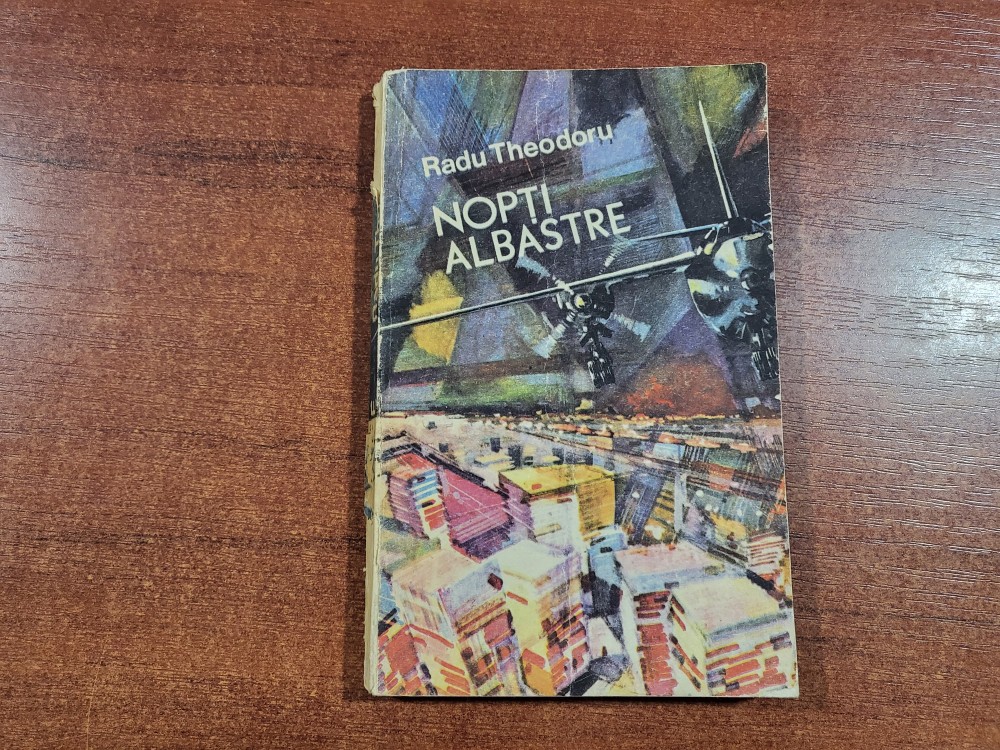 Radu Theodoru
NOPȚI
ALBASTRE